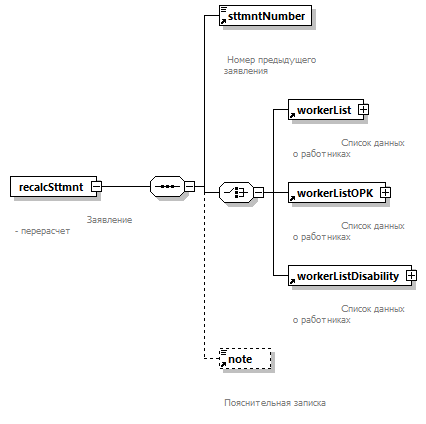 sttmntNumber
Номер предыдущего
заявления
workerList
Список данных
о работниках
recalcSttmnt
Заявление
- перерасчет
workerListOPK
Список данных
о работниках
workerListDisability
Список данных
о работниках
note
Пояснительная записка